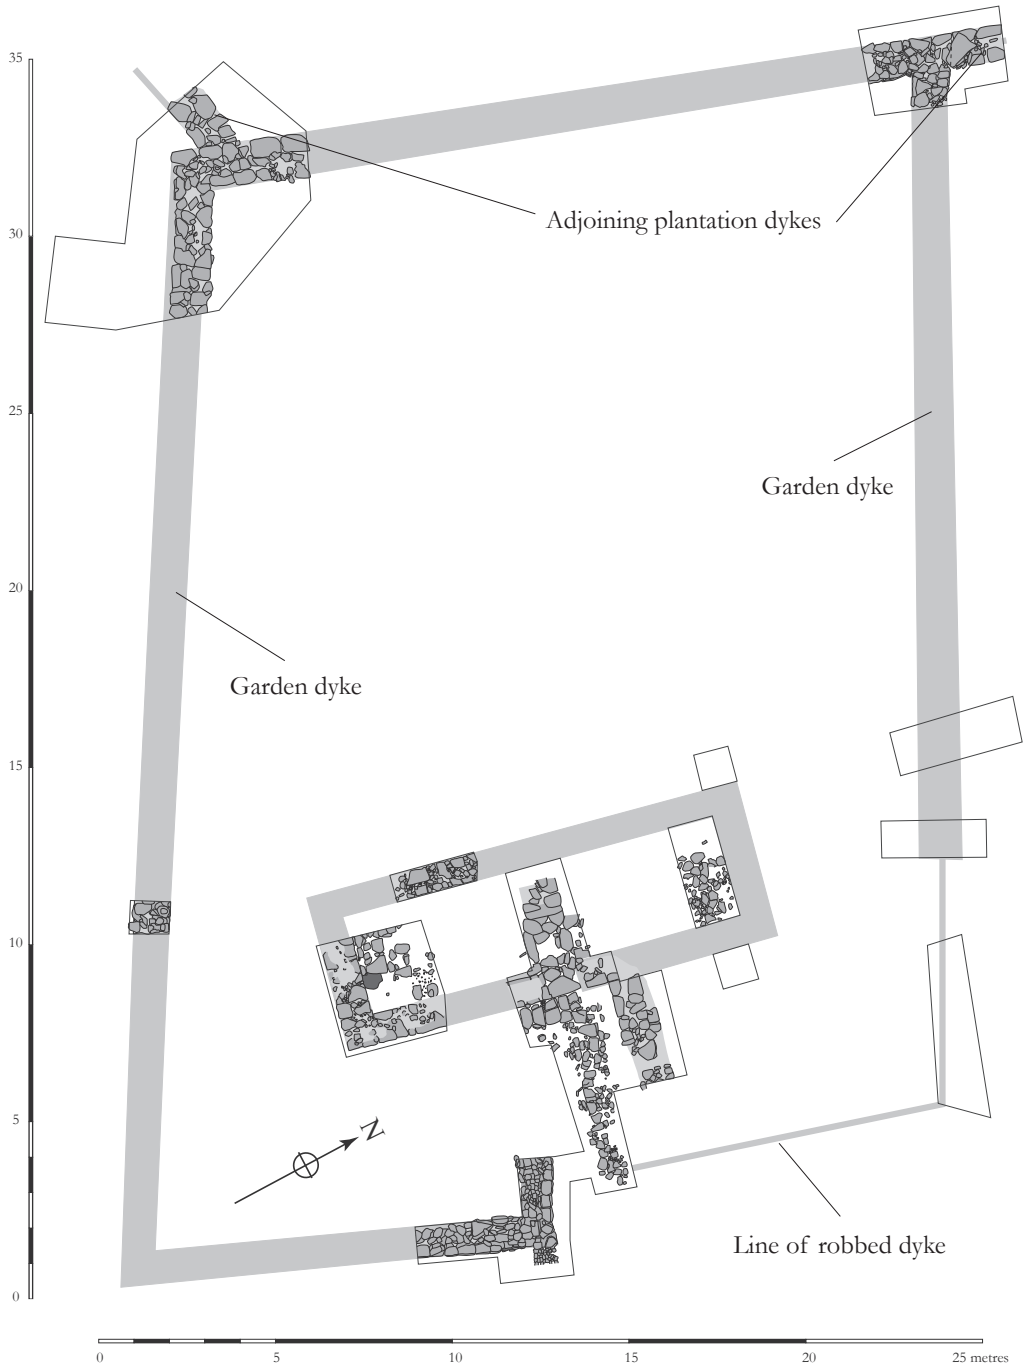 35
Adjoining plantation dykes
30
25
Garden dyke
20
Garden dyke
15
10
5
N
Line of robbed dyke
0
0 5 10 15 20 25 metres